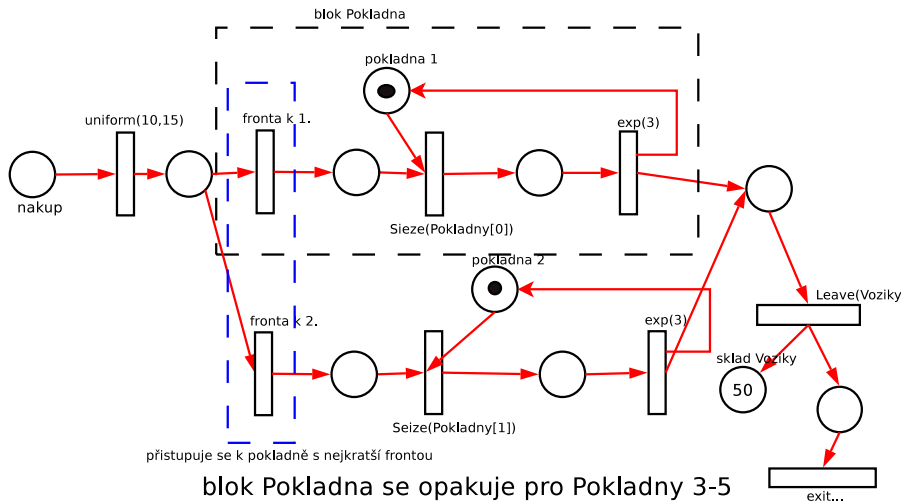 blok Pokladna
pokladna 1
uniform(10,15)
fronta k 1.
exp(3)
nakup
Sieze(Pokladny[0])
pokladna 2
Leave(Voziky
fronta k 2.
exp(3)
sklad Voziky
50
Seize(Pokladny[1])
přistupuje se k pokladně s nejkratší frontou
blok Pokladna se opakuje pro Pokladny 3-5
exit...